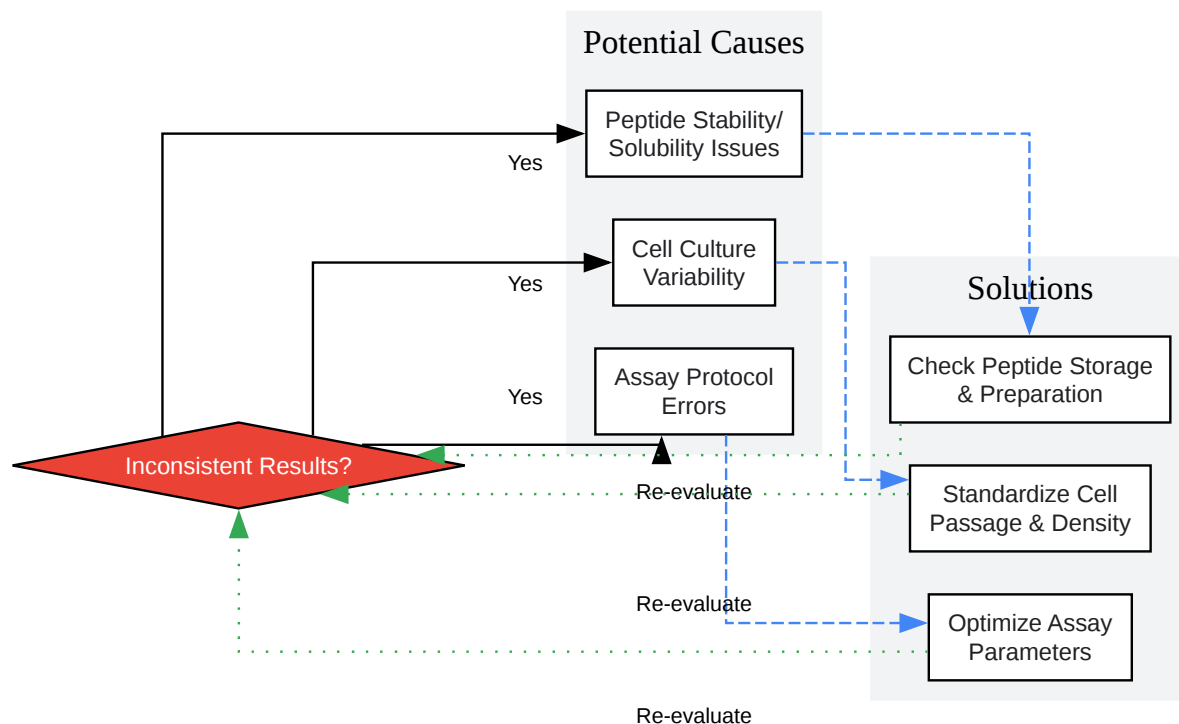 Potential Causes
Peptide Stability/
Solubility Issues
Yes
Cell Culture
Variability
Yes
Solutions
Assay Protocol
Errors
Yes
Check Peptide Storage
& Preparation
Inconsistent Results?
Re-evaluate
Standardize Cell
Passage & Density
Re-evaluate
Optimize Assay
Parameters
Re-evaluate